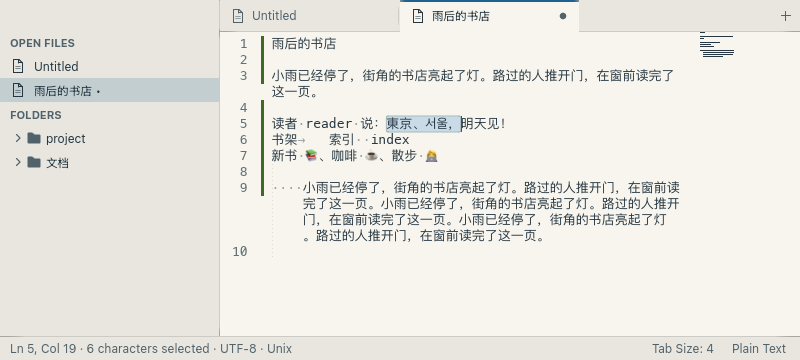 Untitled
雨后的书店
OPEN FILES
Untitled
雨后的书店 •
FOLDERS
project
文档
1 雨后的书店
2
3 小雨已经停了，街角的书店亮起了灯。路过的人推开门，在窗前读完了
这一页。
4
5 读者·reader·说：東京、서울，明天见！
6 书架→ 索引··index
7 新书·📚、咖啡·☕、散步·🌦
8
9 ····小雨已经停了，街角的书店亮起了灯。路过的人推开门，在窗前读
完了这一页。小雨已经停了，街角的书店亮起了灯。路过的人推开
门，在窗前读完了这一页。小雨已经停了，街角的书店亮起了灯
。路过的人推开门，在窗前读完了这一页。
10
Ln 5, Col 19 · 6 characters selected · UTF-8 · Unix
Tab Size: 4 Plain Text